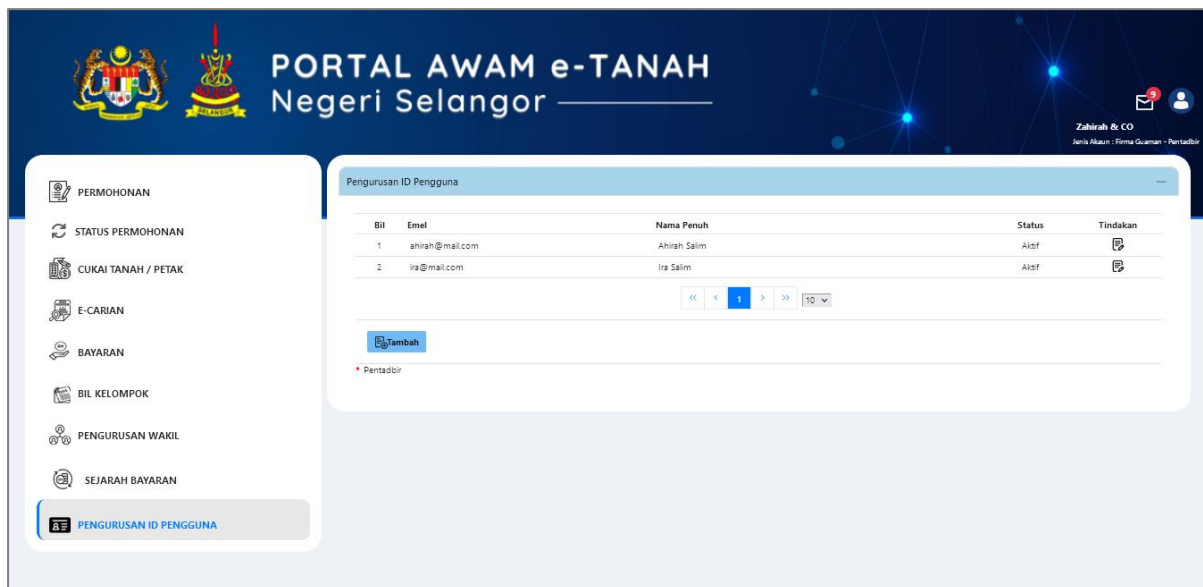 PORTAL AWAM e-TANAH
Negeri Selangor
SELANGOR
9
Zahirah & CO
Jenis Akaun : Firma Guaman - Pentadbir
PERMOHONAN
STATUS PERMOHONAN
CUKAI TANAH / PETAK
E-CARIAN
BAYARAN
BIL KELOMPOK
PENGURUSAN WAKIL
SEJARAH BAYARAN
PENGURUSAN ID PENGGUNA
Pengurusan ID Pengguna
Bil Emel Nama Penuh Status Tindakan
1 ahirah@mail.com Ahirah Salim Aktif
2 ira@mail.com Ira Salim Aktif
« < 1 > » 10
Tambah
* Pentadbir